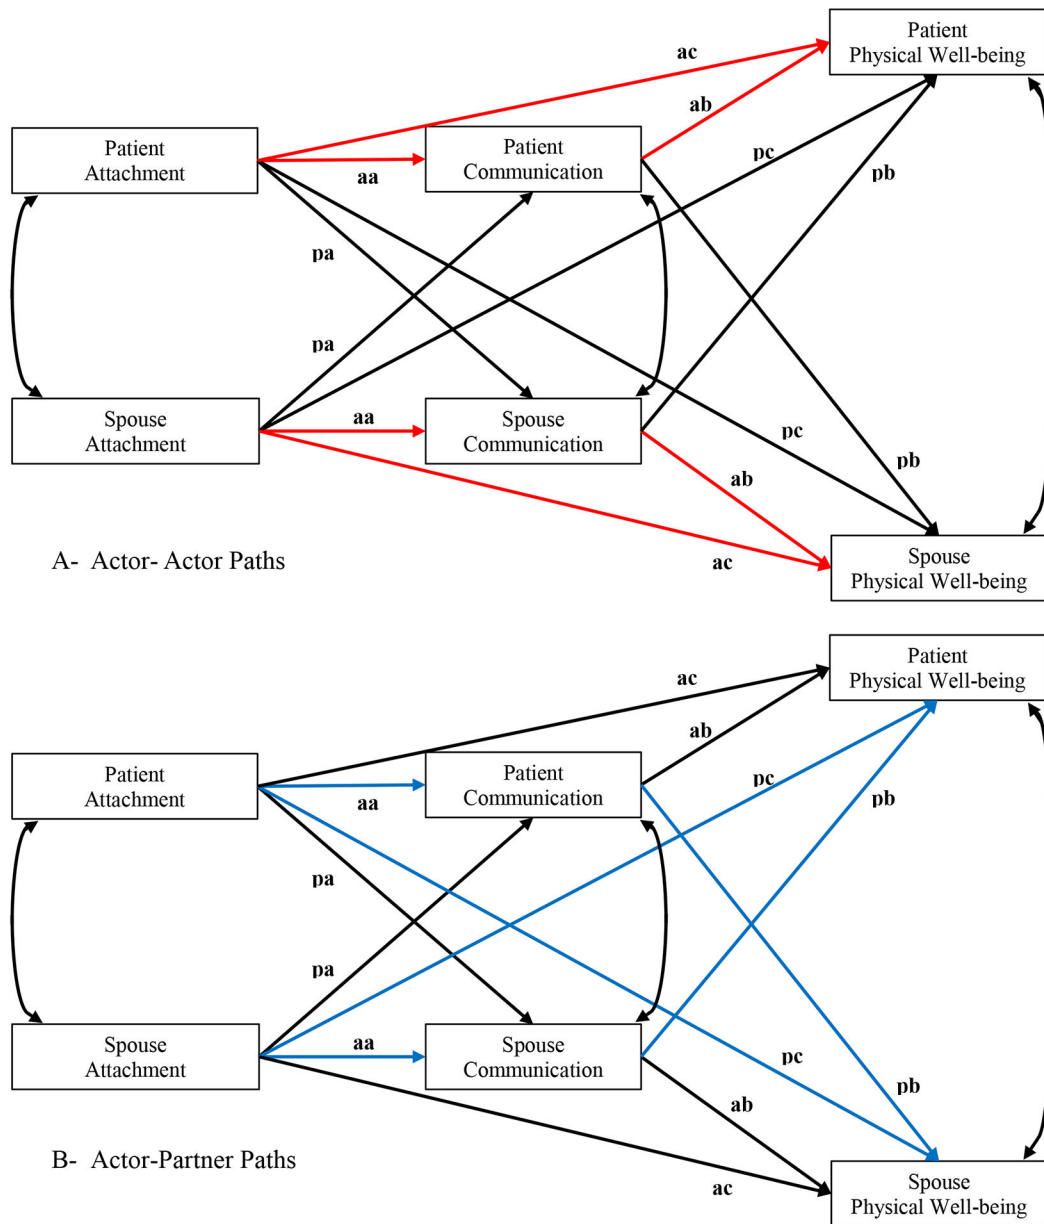 Patient
Physical Well-being
ac
ab
Patient
Attachment
aa
Patient
Communication
pc
pb
pa
pa
Spouse
Attachment
aa
Spouse
Communication
pc
pb
ab
A- Actor- Actor Paths
ac
Spouse
Physical Well-being
Patient
Physical Well-being
ac
ab
Patient
Attachment
aa
Patient
Communication
pc
pb
pa
pa
Spouse
Attachment
aa
Spouse
Communication
pc
pb
ab
B- Actor-Partner Paths
ac
Spouse
Physical Well-being